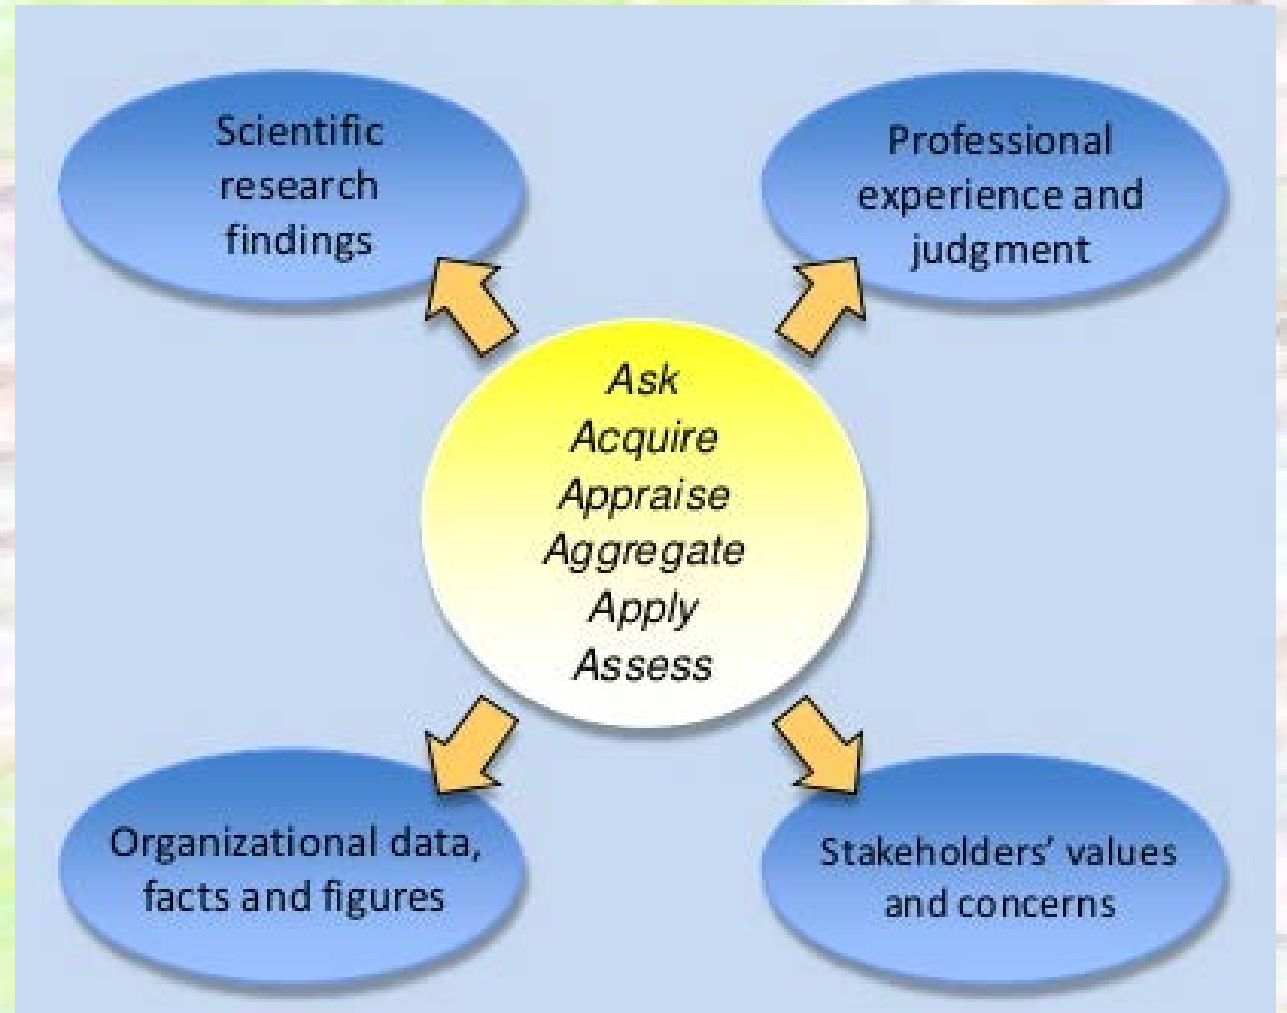 Scientific
research
findings
Professional
experience and
judgment
Ask
Acquire
Appraise
Aggregate
Apply
Assess
Organizational data,
facts and figures
Stakeholders’ values
and concerns